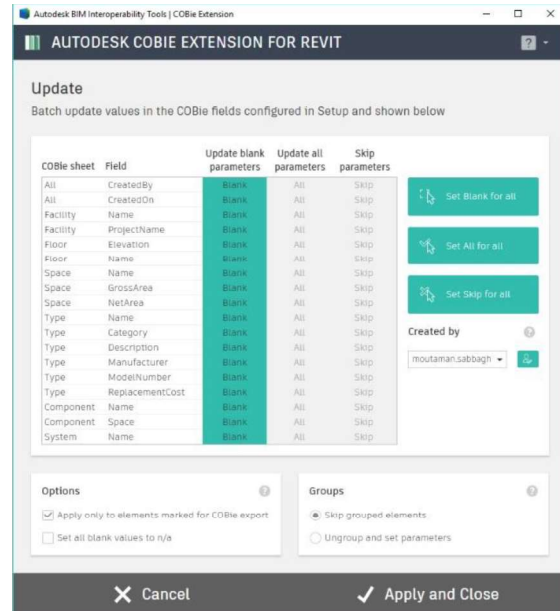 Autodesk BIM Interoperability Tools | COBie Extension
AUTODESK COBIE EXTENSION FOR REVIT ?
Update
Batch update values in the COBie fields configured in Setup and shown below
Update blank Update all Skip
COBie sheet Field parameters parameters parameters
All CreatedBy Blank All Skip
All CreatedOn Blank All Skip
Facility Name Blank All Skip
Facility ProjectName Blank All Skip
Floor Elevation Blank All Skip
Floor Name Blank All Skip
Space Name Blank All Skip
Space GrossArea Blank All Skip
Space NetArea Blank All Skip
Type Name Blank All Skip
Type Category Blank All Skip
Type Description Blank All Skip
Type Manufacturer Blank All Skip
Type ModelNumber Blank All Skip
Type ReplacementCost Blank All Skip
Component Name Blank All Skip
Component Space Blank All Skip
System Name Blank All Skip
Set Blank for all
Set All for all
Set Skip for all
Created by ?
moutaman.sabbagh
Options ?
Apply only to elements marked for COBie export
Set all blank values to n/a
Groups ?
Skip grouped elements
Ungroup and set parameters
Cancel
Apply and Close